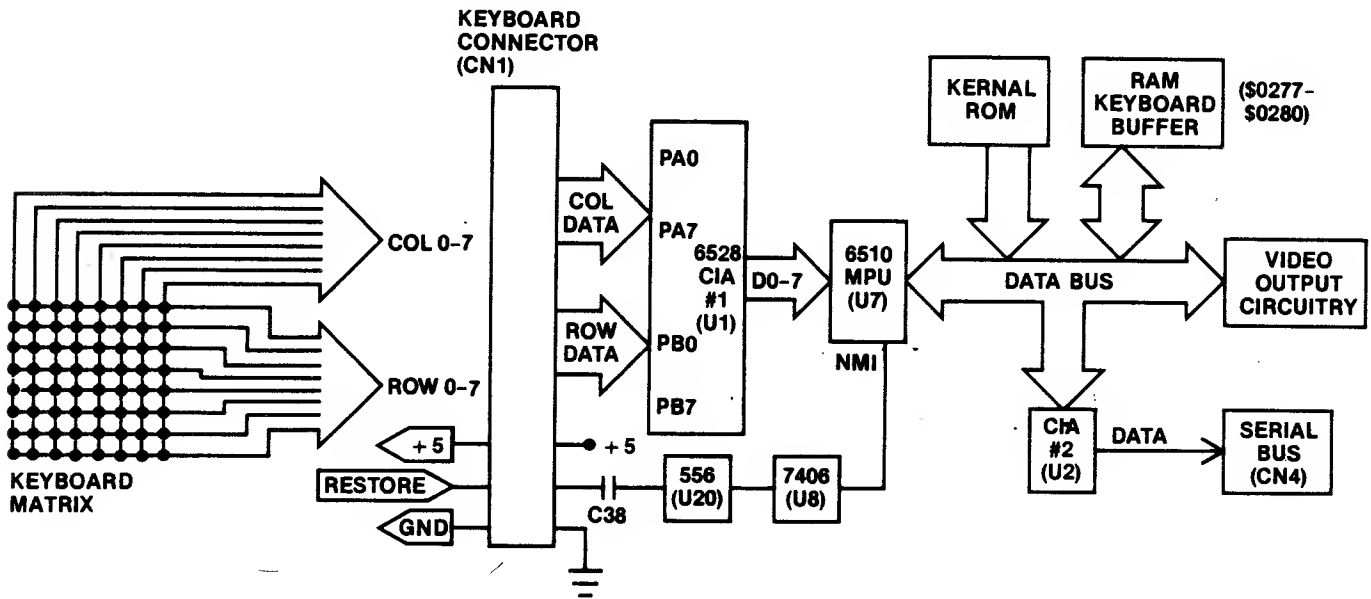 KEYBOARD
CONNECTOR
(CN1)
KERNAL
ROM
RAM
KEYBOARD
BUFFER
($0277–
$0280)
COL 0–7
ROW 0–7
KEYBOARD
MATRIX
+5
RESTORE
GND
COL
DATA
ROW
DATA
+5
C38
PA0
PA7
6528
CIA
#1
(U1)
PB0
PB7
D0–7
6510
MPU
(U7)
NMI
556
(U20)
7406
(U8)
DATA BUS
VIDEO
OUTPUT
CIRCUITRY
CIA
#2
(U2)
DATA
SERIAL
BUS
(CN4)